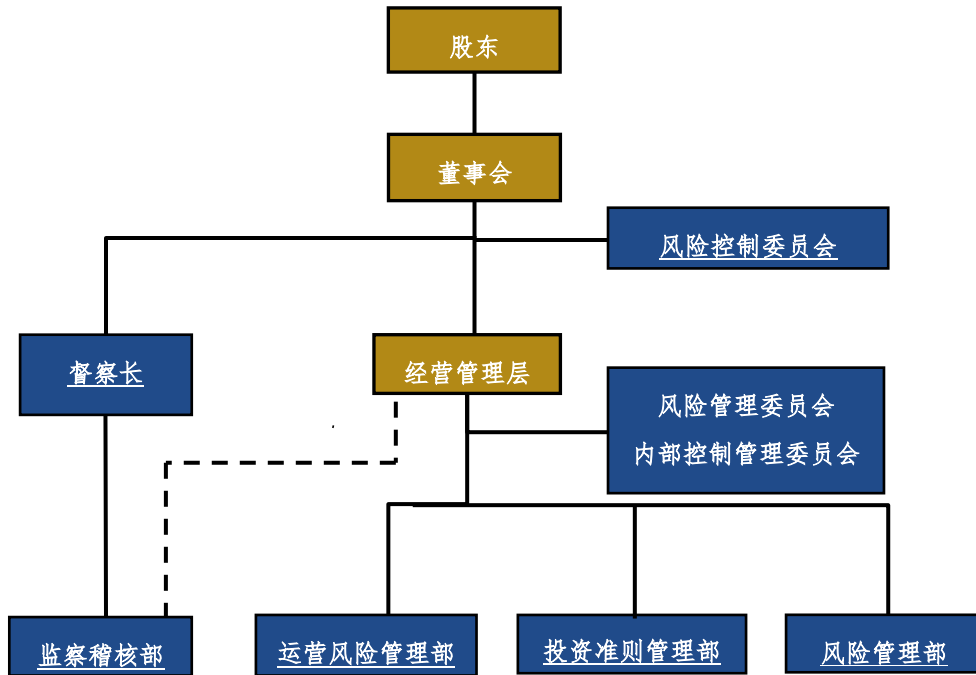 股东
董事会
风险控制委员会
督察长
经营管理层
风险管理委员会
内部控制管理委员会
监察稽核部
运营风险管理部
投资准则管理部
风险管理部